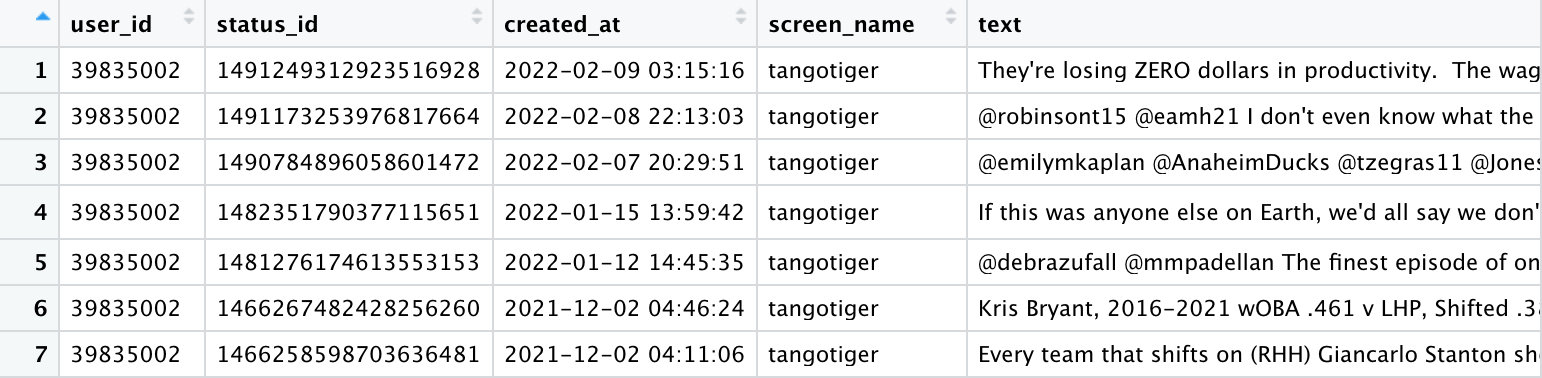 user_id status_id created_at screen_name text
1 39835002 1491249312923516928 2022-02-09 03:15:16 tangotiger They're losing ZERO dollars in productivity. The wag
2 39835002 1491173253976817664 2022-02-08 22:13:03 tangotiger @robinsont15 @eamh21 I don't even know what the
3 39835002 1490784896058601472 2022-02-07 20:29:51 tangotiger @emilymkaplan @AnaheimDucks @tzegras11 @Jones
4 39835002 1482351790377115651 2022-01-15 13:59:42 tangotiger If this was anyone else on Earth, we'd all say we don'
5 39835002 1481276174613553153 2022-01-12 14:45:35 tangotiger @debrazufall @mmpadellan The finest episode of on
6 39835002 1466267482428256260 2021-12-02 04:46:24 tangotiger Kris Bryant, 2016-2021 wOBA .461 v LHP, Shifted .3
7 39835002 1466258598703636481 2021-12-02 04:11:06 tangotiger Every team that shifts on (RHH) Giancarlo Stanton sh